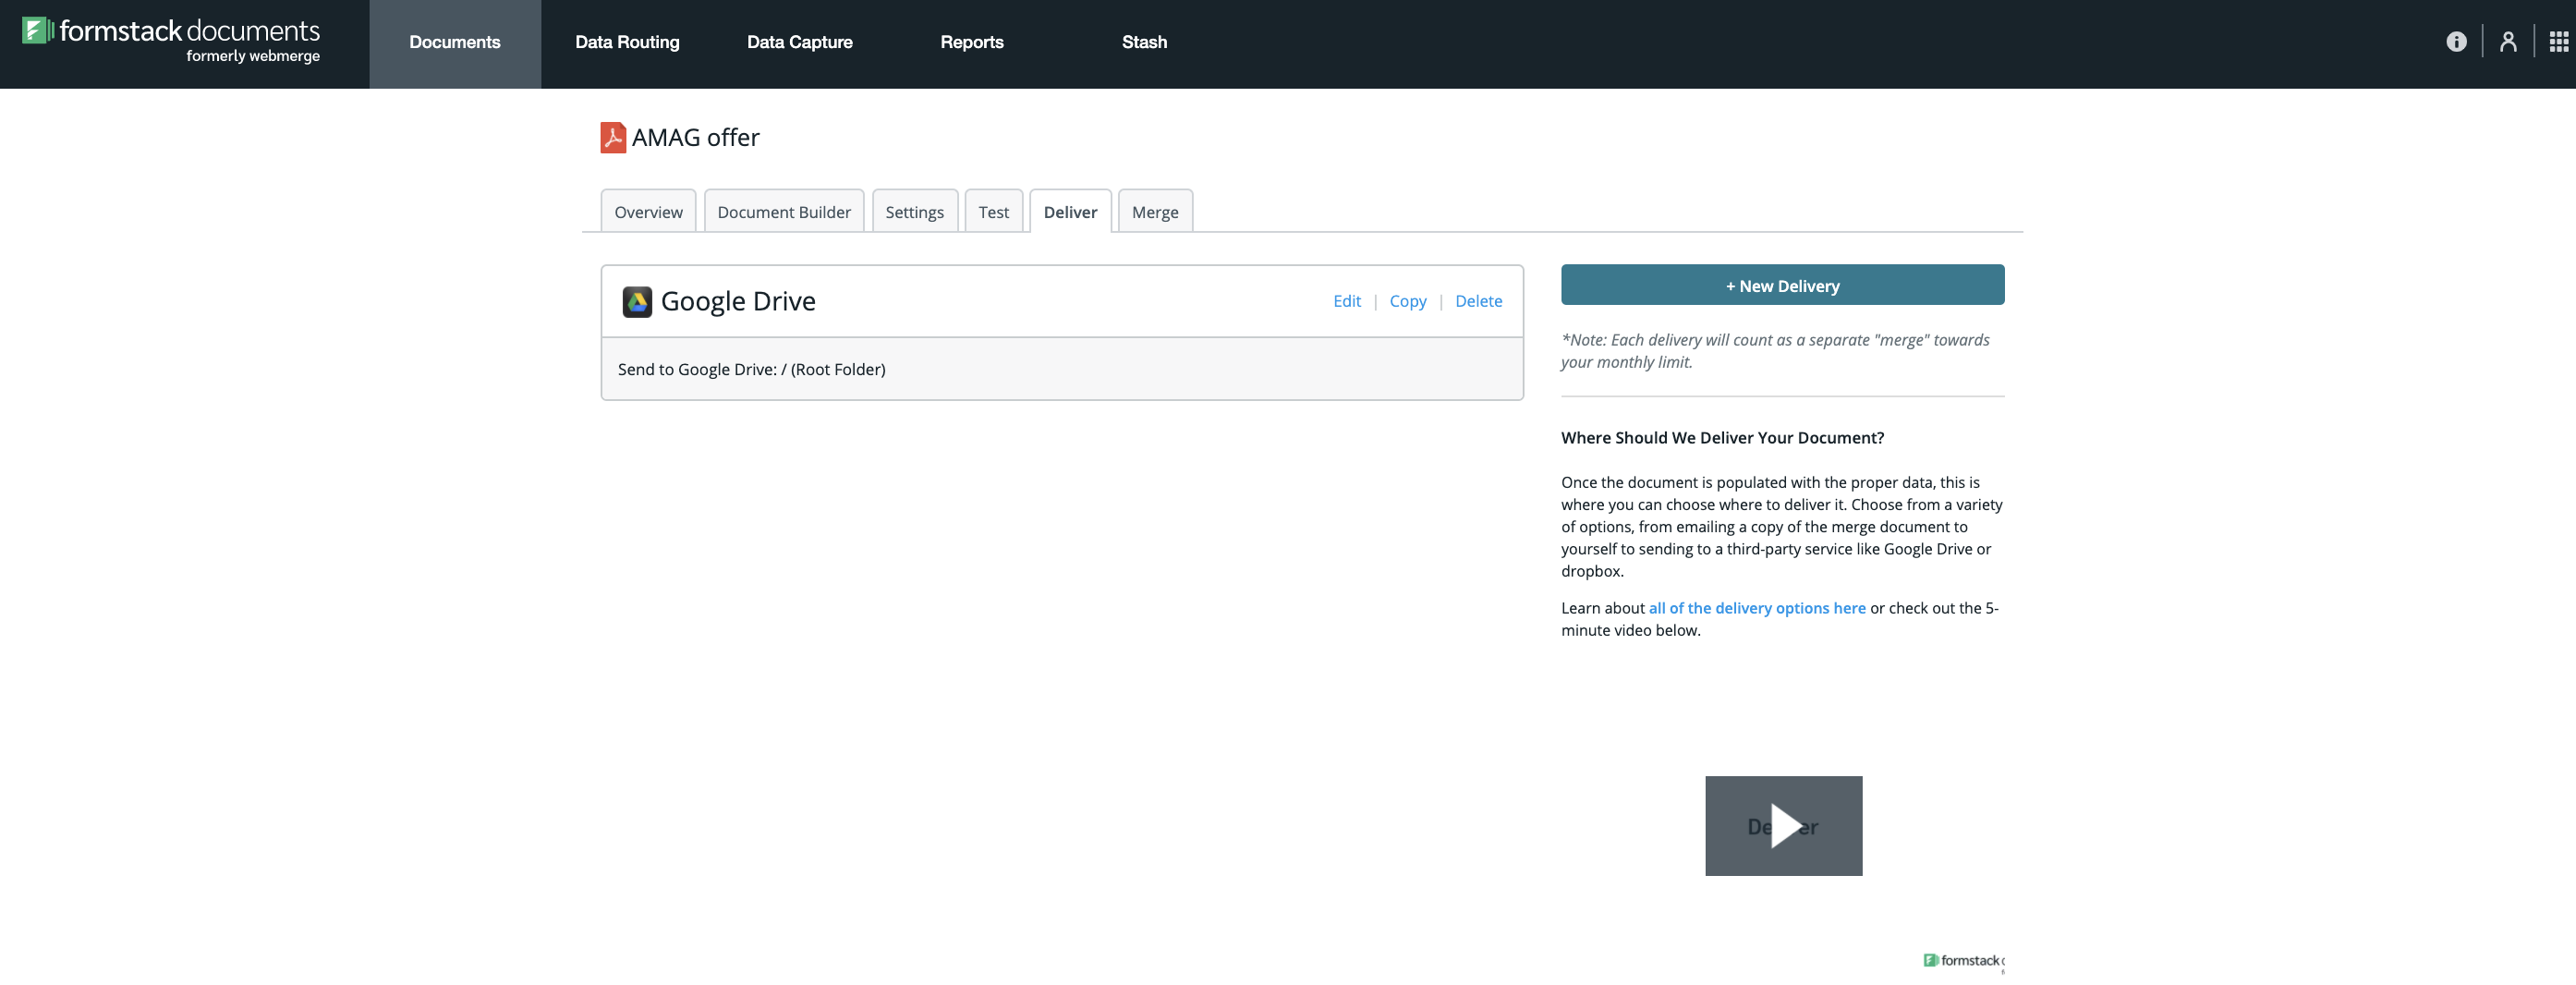 formstack documents
formerly webmerge
Documents
Data Routing
Data Capture
Reports
Stash
AMAG offer
Overview
Document Builder
Settings
Test
Deliver
Merge
Google Drive
Edit | Copy | Delete
Send to Google Drive: / (Root Folder)
+ New Delivery
*Note: Each delivery will count as a separate "merge" towards
your monthly limit.
Where Should We Deliver Your Document?
Once the document is populated with the proper data, this is
where you can choose where to deliver it. Choose from a variety
of options, from emailing a copy of the merge document to
yourself to sending to a third-party service like Google Drive or
dropbox.
Learn about all of the delivery options here or check out the 5-
minute video below.
formstack